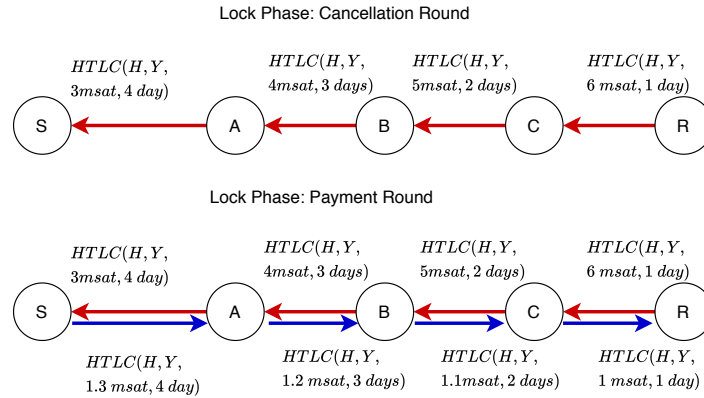 Lock Phase: Cancellation Round
HTLC(H, Y,
3msat, 4 day)
HTLC(H, Y,
4msat, 3 days)
HTLC(H, Y,
5msat, 2 days)
HTLC(H, Y,
6 msat, 1 day)
S
A
B
C
R
Lock Phase: Payment Round
HTLC(H, Y,
3msat, 4 day)
HTLC(H, Y,
4msat, 3 days)
HTLC(H, Y,
5msat, 2 days)
HTLC(H, Y,
6 msat, 1 day)
S
A
B
C
R
HTLC(H, Y,
1.3 msat, 4 day)
HTLC(H, Y,
1.2 msat, 3 days)
HTLC(H, Y,
1.1msat, 2 days)
HTLC(H, Y,
1 msat, 1 day)